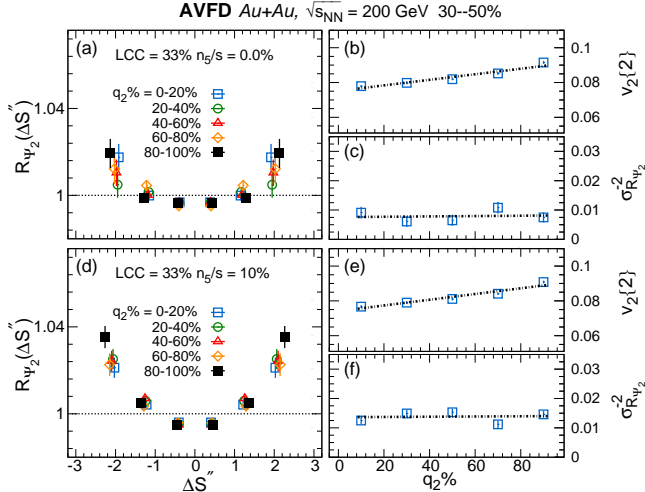 AVFD Au+Au, √s_NN = 200 GeV 30--50%
(a)
LCC = 33% n₅/s = 0.0%
q₂% = 0-20%
20-40%
40-60%
60-80%
80-100%
1.04
1
R_Ψ₂(ΔS″)
(b)
0.1
0.08
0.06
v₂{2}
(c)
0.03
0.02
0.01
0
σ⁻²_R_Ψ₂
(d)
LCC = 33% n₅/s = 10%
q₂% = 0-20%
20-40%
40-60%
60-80%
80-100%
1.04
1
R_Ψ₂(ΔS″)
−3 −2 −1 0 1 2 3
ΔS″
(e)
0.1
0.08
0.06
v₂{2}
(f)
0.03
0.02
0.01
0
σ⁻²_R_Ψ₂
0 20 40 60 80 100
q₂%